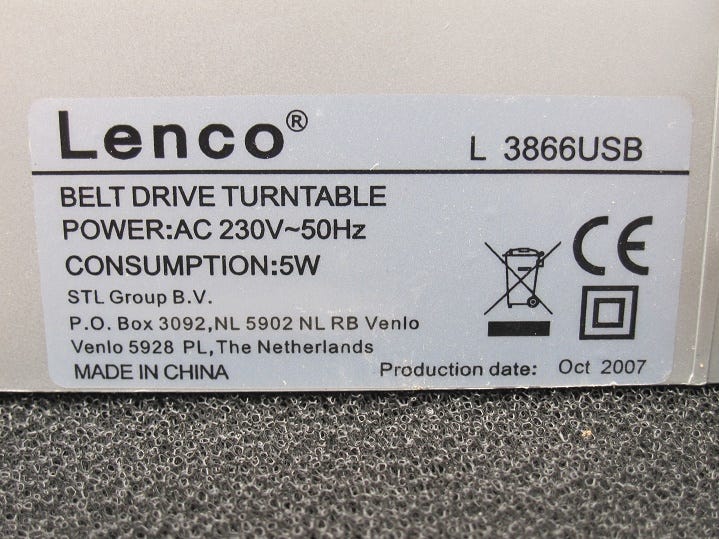 Lenco®
L 3866USB
BELT DRIVE TURNTABLE
POWER:AC 230V~50Hz
CONSUMPTION:5W
STL Group B.V.
P.O. Box 3092,NL 5902 NL RB Venlo
Venlo 5928 PL,The Netherlands
MADE IN CHINA
CE
Production date: Oct 2007